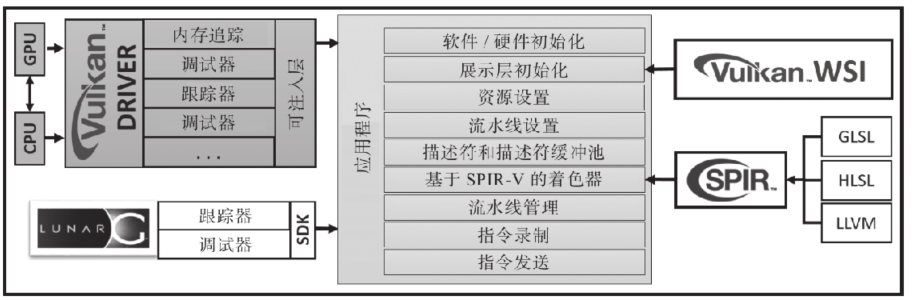 GPU
CPU
Vulkan™
DRIVER
内存追踪
调试器
跟踪器
调试器
...
可注入层
LUNAR G
跟踪器
调试器
SDK
应用程序
软件 / 硬件初始化
展示层初始化
资源设置
流水线设置
描述符和描述符缓冲池
基于 SPIR-V 的着色器
流水线管理
指令录制
指令发送
Vulkan™ WSI
SPIR™
GLSL
HLSL
LLVM